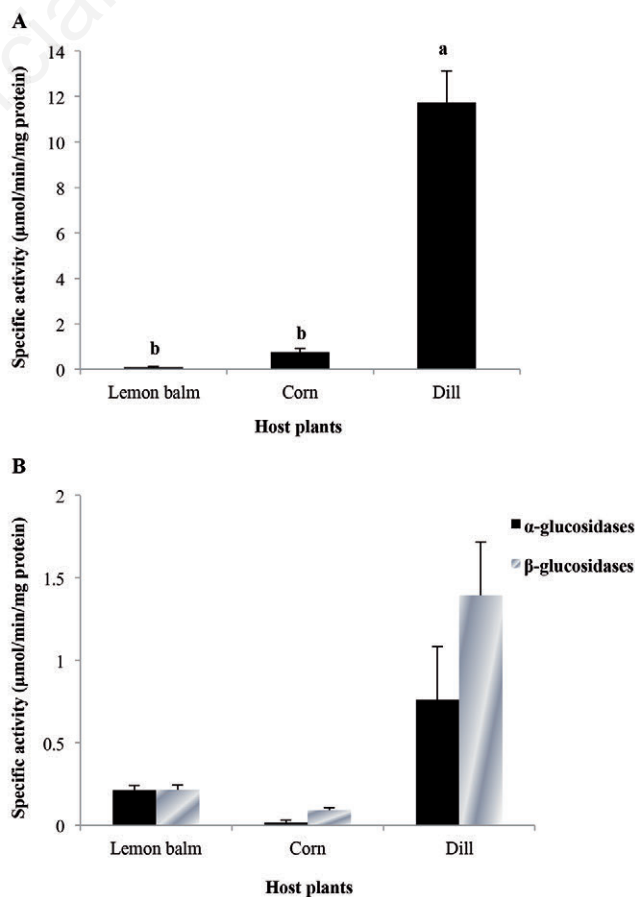 A
Specific activity (µmol/min/mg protein)
14
12
10
8
6
4
2
0
a
b
b
Lemon balm
Corn
Dill
Host plants
B
Specific activity (µmol/min/mg protein)
2
1.5
1
0.5
0
α-glucosidases
β-glucosidases
Lemon balm
Corn
Dill
Host plants